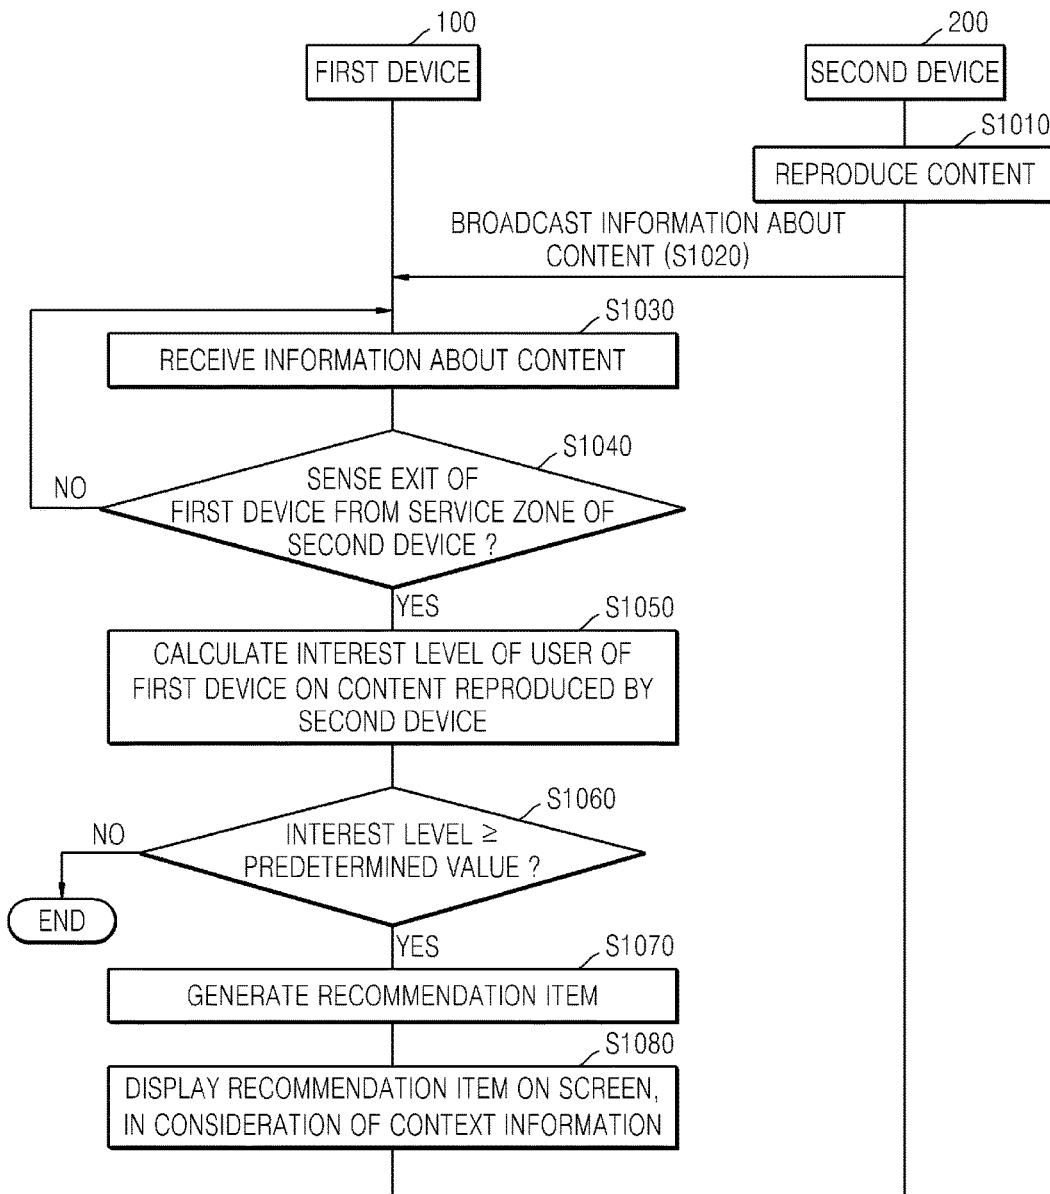 100
200
FIRST DEVICE
SECOND DEVICE
S1010
REPRODUCE CONTENT
BROADCAST INFORMATION ABOUT
CONTENT (S1020)
S1030
RECEIVE INFORMATION ABOUT CONTENT
S1040
SENSE EXIT OF
FIRST DEVICE FROM SERVICE ZONE OF
SECOND DEVICE ?
NO
YES
S1050
CALCULATE INTEREST LEVEL OF USER OF
FIRST DEVICE ON CONTENT REPRODUCED BY
SECOND DEVICE
S1060
INTEREST LEVEL ≥
PREDETERMINED VALUE ?
NO
END
YES
S1070
GENERATE RECOMMENDATION ITEM
S1080
DISPLAY RECOMMENDATION ITEM ON SCREEN,
IN CONSIDERATION OF CONTEXT INFORMATION